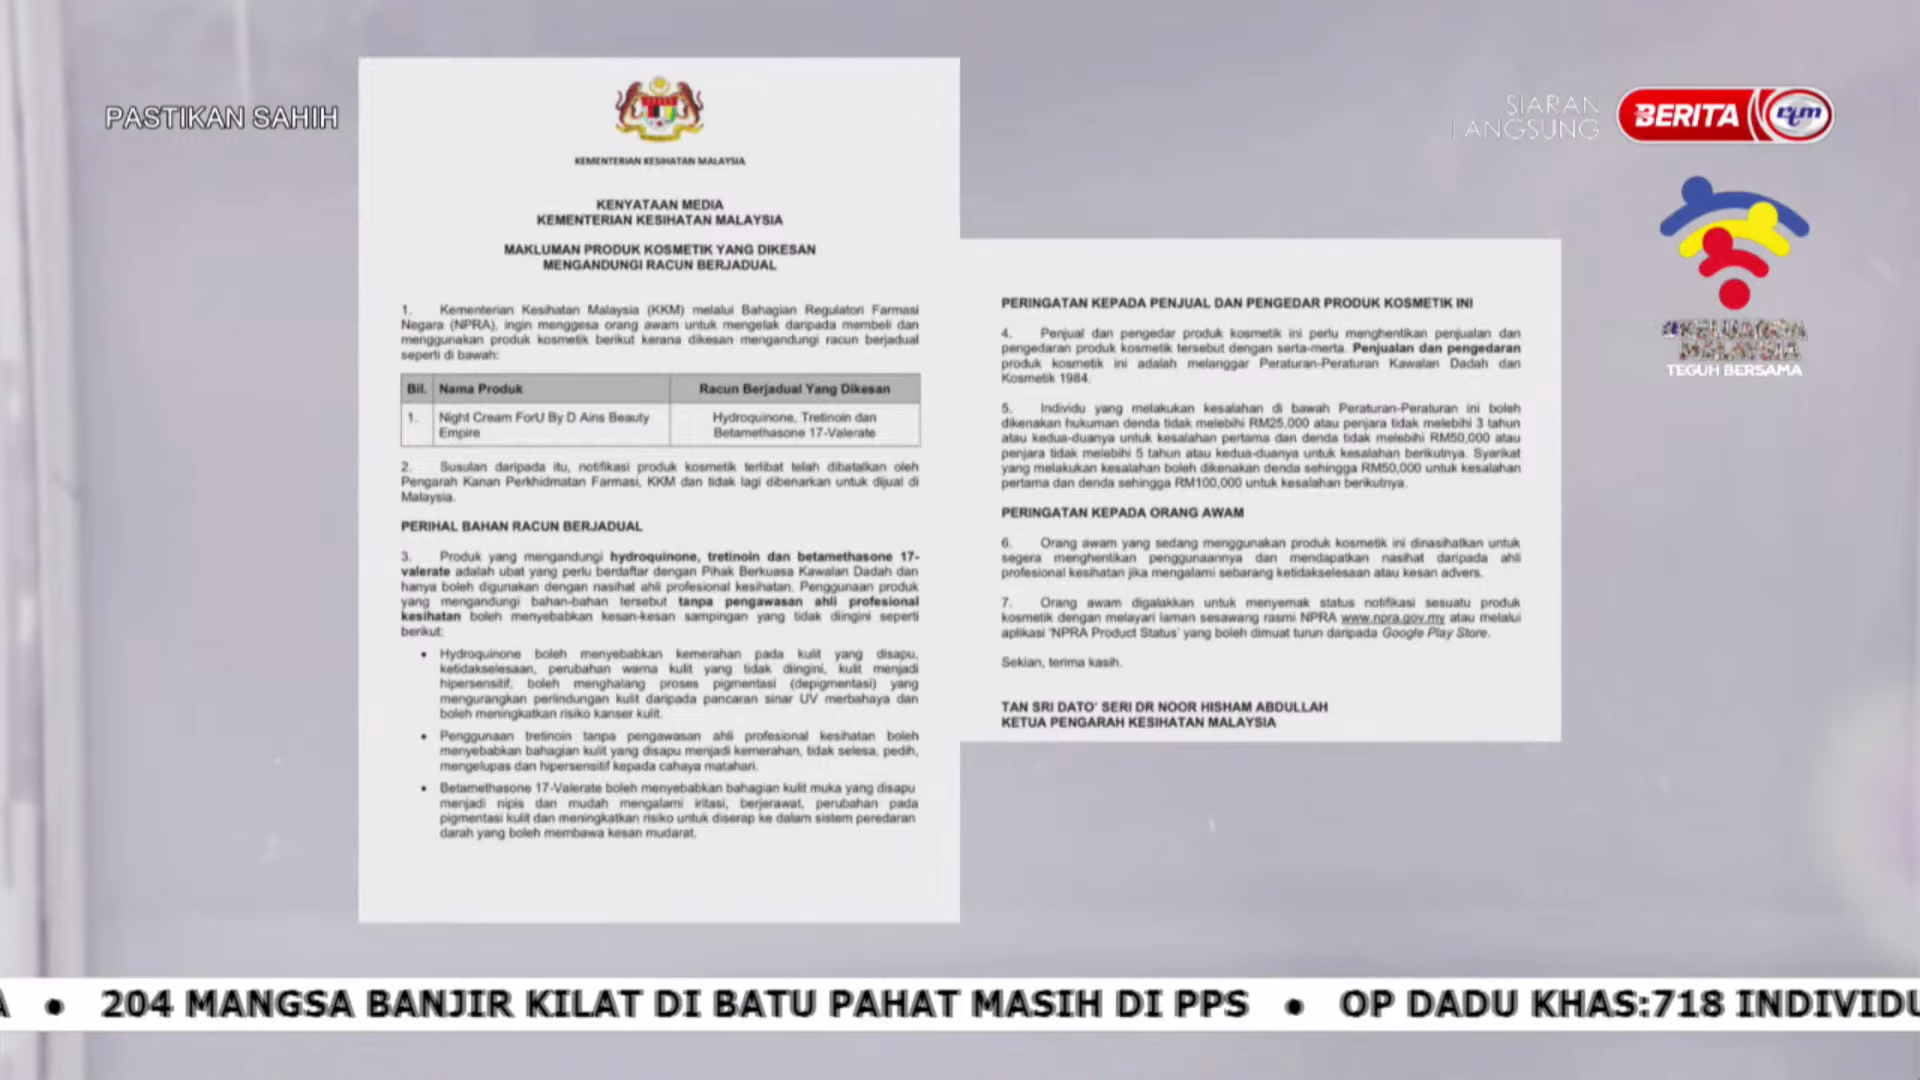 PASTIKAN SAHIH
SIARAN
LANGSUNG
BERITA rtm
#KELUARGA
MALAYSIA
TEGUH BERSAMA
KEMENTERIAN KESIHATAN MALAYSIA
KENYATAAN MEDIA
KEMENTERIAN KESIHATAN MALAYSIA
MAKLUMAN PRODUK KOSMETIK YANG DIKESAN
MENGANDUNGI RACUN BERJADUAL
1. Kementerian Kesihatan Malaysia (KKM) melalui Bahagian Regulatori Farmasi
Negara (NPRA), ingin menggesa orang awam untuk mengelak daripada membeli dan
menggunakan produk kosmetik berikut kerana dikesan mengandungi racun berjadual
seperti di bawah:
Bil. Nama Produk Racun Berjadual Yang Dikesan
1. Night Cream ForU By D Ains Beauty Hydroquinone, Tretinoin dan
Empire Betamethasone 17-Valerate
2. Susulan daripada itu, notifikasi produk kosmetik terlibat telah dibatalkan oleh
Pengarah Kanan Perkhidmatan Farmasi, KKM dan tidak lagi dibenarkan untuk dijual di
Malaysia.
PERIHAL BAHAN RACUN BERJADUAL
3. Produk yang mengandungi hydroquinone, tretinoin dan betamethasone 17-
valerate adalah ubat yang perlu berdaftar dengan Pihak Berkuasa Kawalan Dadah dan
hanya boleh digunakan dengan nasihat ahli profesional kesihatan. Penggunaan produk
yang mengandungi bahan-bahan tersebut tanpa pengawasan ahli profesional
kesihatan boleh menyebabkan kesan-kesan sampingan yang tidak diingini seperti
berikut:
• Hydroquinone boleh menyebabkan kemerahan pada kulit yang disapu,
ketidakselesaan, perubahan warna kulit yang tidak diingini, kulit menjadi
hipersensitif, boleh menghalang proses pigmentasi (depigmentasi) yang
mengurangkan perlindungan kulit daripada pancaran sinar UV merbahaya dan
boleh meningkatkan risiko kanser kulit.
• Penggunaan tretinoin tanpa pengawasan ahli profesional kesihatan boleh
menyebabkan bahagian kulit yang disapu menjadi kemerahan, tidak selesa, pedih,
mengelupas dan hipersensitif kepada cahaya matahari.
• Betamethasone 17-Valerate boleh menyebabkan bahagian kulit muka yang disapu
menjadi nipis dan mudah mengalami iritasi, berjerawat, perubahan pada
pigmentasi kulit dan meningkatkan risiko untuk diserap ke dalam sistem peredaran
darah yang boleh membawa kesan mudarat.
PERINGATAN KEPADA PENJUAL DAN PENGEDAR PRODUK KOSMETIK INI
4. Penjual dan pengedar produk kosmetik ini perlu menghentikan penjualan dan
pengedaran produk kosmetik tersebut dengan serta-merta. Penjualan dan pengedaran
produk kosmetik ini adalah melanggar Peraturan-Peraturan Kawalan Dadah dan
Kosmetik 1984.
5. Individu yang melakukan kesalahan di bawah Peraturan-Peraturan ini boleh
dikenakan hukuman denda tidak melebihi RM25,000 atau penjara tidak melebihi 3 tahun
atau kedua-duanya untuk kesalahan pertama dan denda tidak melebihi RM50,000 atau
penjara tidak melebihi 5 tahun atau kedua-duanya untuk kesalahan berikutnya. Syarikat
yang melakukan kesalahan boleh dikenakan denda sehingga RM50,000 untuk kesalahan
pertama dan denda sehingga RM100,000 untuk kesalahan berikutnya.
PERINGATAN KEPADA ORANG AWAM
6. Orang awam yang sedang menggunakan produk kosmetik ini dinasihatkan untuk
segera menghentikan penggunaannya dan mendapatkan nasihat daripada ahli
profesional kesihatan jika mengalami sebarang ketidakselesaan atau kesan advers.
7. Orang awam digalakkan untuk menyemak status notifikasi sesuatu produk
kosmetik dengan melayari laman sesawang rasmi NPRA www.npra.gov.my atau melalui
aplikasi 'NPRA Product Status' yang boleh dimuat turun daripada Google Play Store.
Sekian, terima kasih.
TAN SRI DATO' SERI DR NOOR HISHAM ABDULLAH
KETUA PENGARAH KESIHATAN MALAYSIA
A • 204 MANGSA BANJIR KILAT DI BATU PAHAT MASIH DI PPS • OP DADU KHAS:718 INDIVIDU